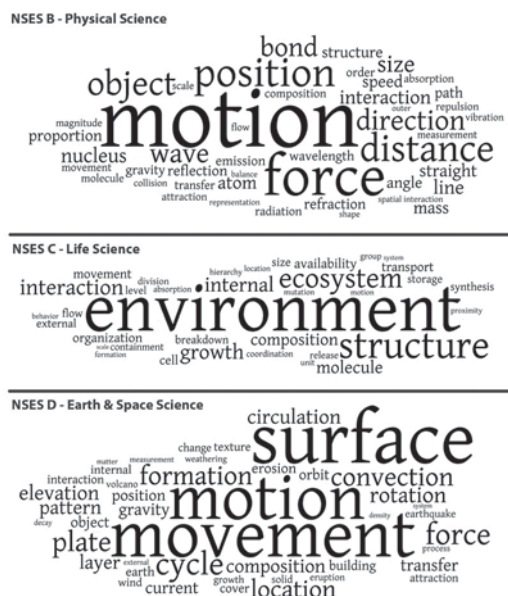 NSES B - Physical Science
bond structure
position order size
object scale speed absorption
composition interaction path
outer repulsion
magnitude motion flow direction vibration
proportion measurement
nucleus wave emission wavelength distance
movement gravity reflection balance force straight
molecule collision transfer atom angle line
attraction representation spatial interaction
radiation refraction mass
shape
NSES C - Life Science
group system
hierarchy location size availability transport
movement division internal ecosystem storage
interaction level absorption mutation motion synthesis
behavior flow environment proximity
external
organization breakdown composition structure
scale containment
formation cell growth coordination release
unit molecule
NSES D - Earth & Space Science
circulation
change texture surface
matter measurement weathering
internal formation erosion orbit convection
interaction volcano
elevation position motion rotation
pattern gravity system
density earthquake
decay object movement force
plate process
layer external cycle composition building transfer
earth growth solid eruption attraction
wind current cover location